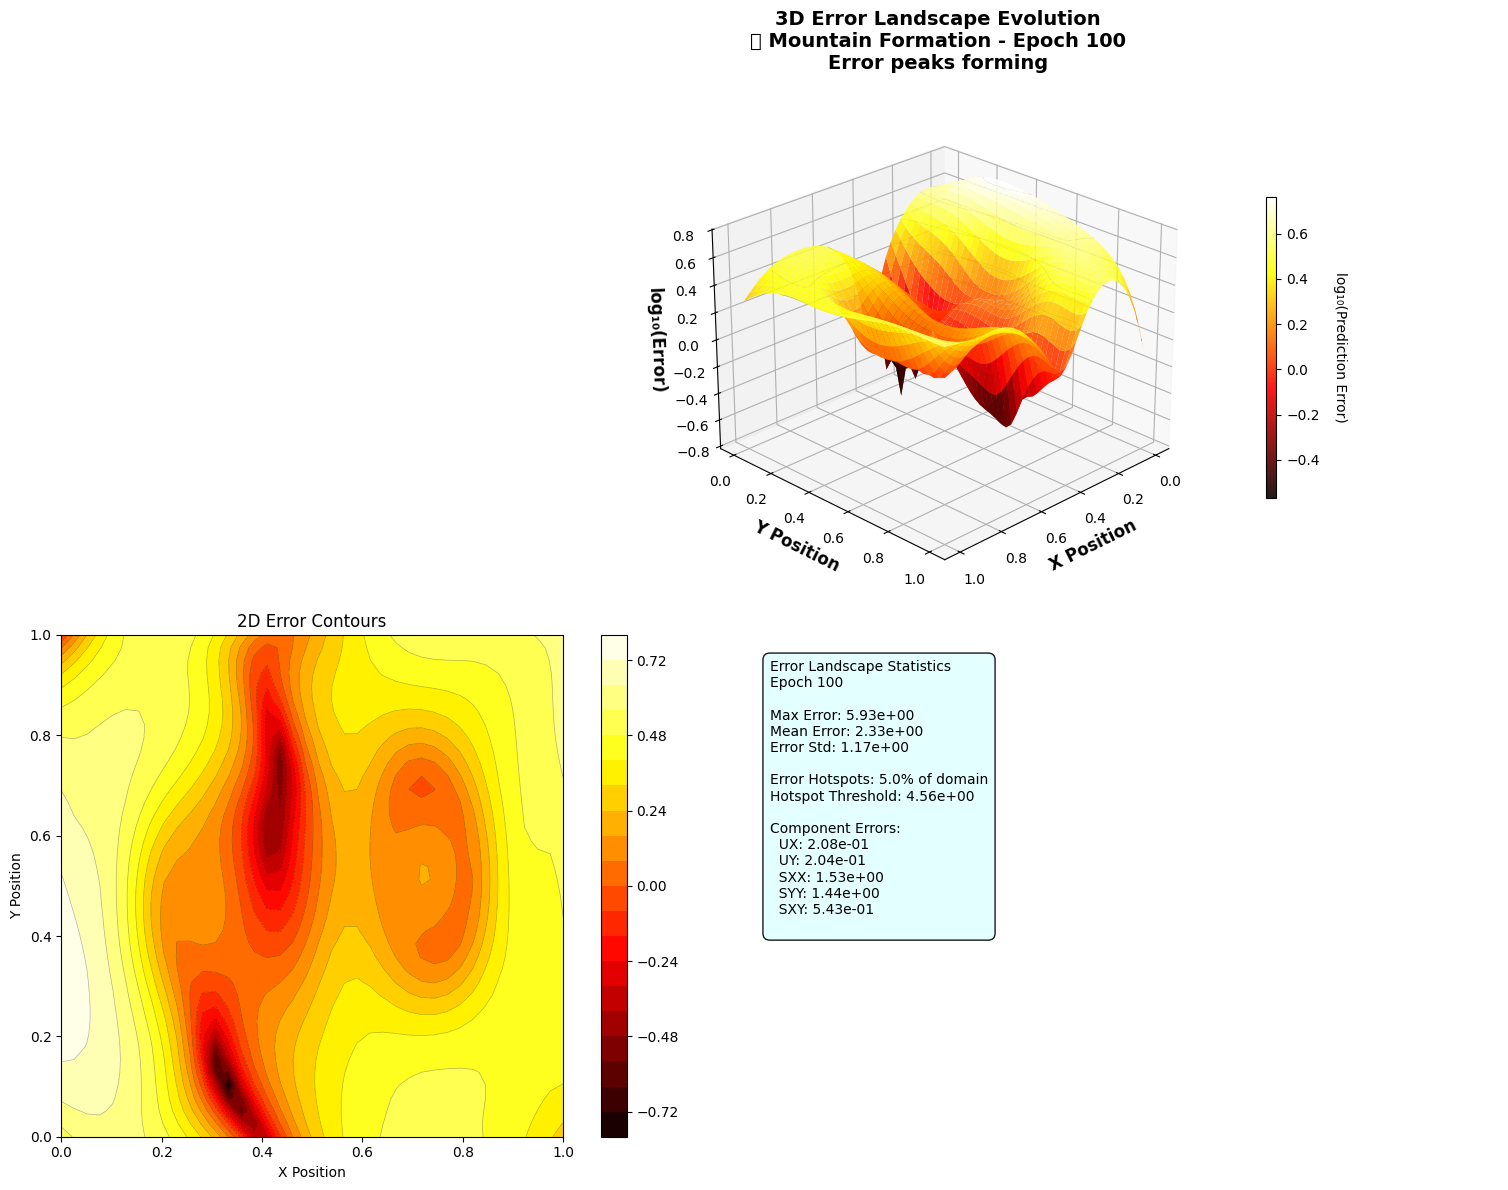 3D Error Landscape Evolution
▯ Mountain Formation - Epoch 100
Error peaks forming
0.8
0.6
0.4
0.2
0.0
−0.2
−0.4
−0.6
−0.8
log₁₀(Error)
0.0
0.2
0.4
0.6
0.8
1.0
Y Position
1.0
0.8
0.6
0.4
0.2
0.0
X Position
0.6
0.4
0.2
0.0
−0.2
−0.4
log₁₀(Prediction Error)
2D Error Contours
1.0
0.8
0.6
0.4
0.2
0.0
Y Position
0.0
0.2
0.4
0.6
0.8
1.0
X Position
0.72
0.48
0.24
0.00
−0.24
−0.48
−0.72
Error Landscape Statistics
Epoch 100
Max Error: 5.93e+00
Mean Error: 2.33e+00
Error Std: 1.17e+00
Error Hotspots: 5.0% of domain
Hotspot Threshold: 4.56e+00
Component Errors:
UX: 2.08e-01
UY: 2.04e-01
SXX: 1.53e+00
SYY: 1.44e+00
SXY: 5.43e-01